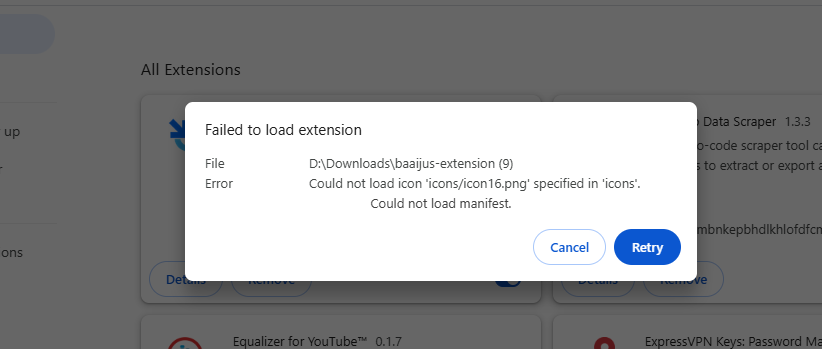 All Extensions
Failed to load extension
File D:\Downloads\baaijus-extension (9)
Error Could not load icon 'icons/icon16.png' specified in 'icons'.
Could not load manifest.
Cancel Retry
Data Scraper 1.3.3
o-code scraper tool ca
s to extract or export a
mbnkepbhdlkhlofdfcm
up
ons
Details Remove
Details Remove
Equalizer for YouTube™ 0.1.7
ExpressVPN Keys: Password Ma